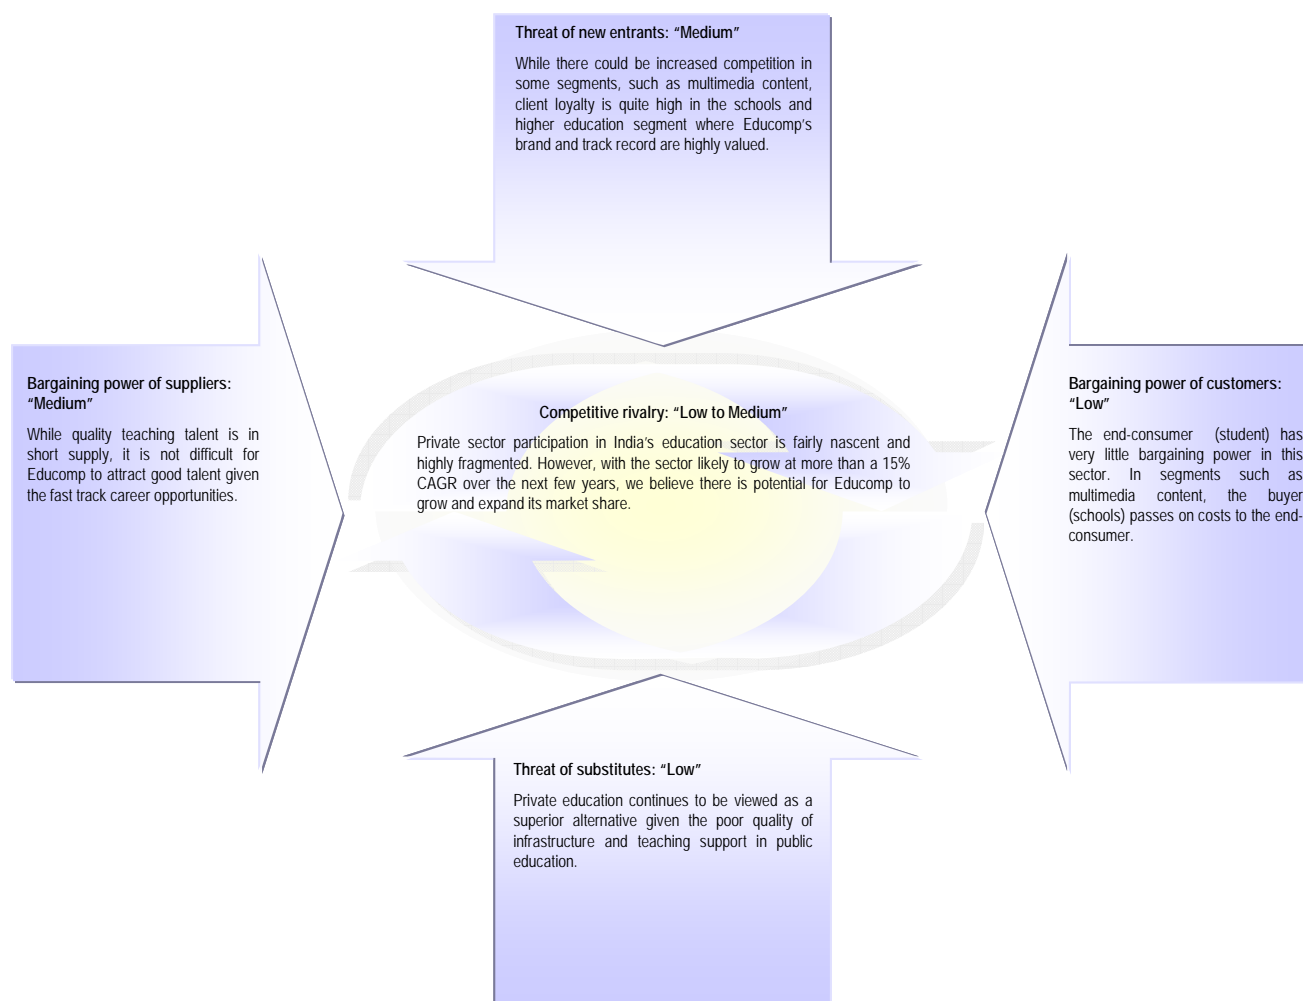 Threat of new entrants: “Medium”
While there could be increased competition in
some segments, such as multimedia content,
client loyalty is quite high in the schools and
higher education segment where Educomp’s
brand and track record are highly valued.
Bargaining power of suppliers:
“Medium”
While quality teaching talent is in
short supply, it is not difficult for
Educomp to attract good talent given
the fast track career opportunities.
Competitive rivalry: “Low to Medium”
Private sector participation in India’s education sector is fairly nascent and
highly fragmented. However, with the sector likely to grow at more than a 15%
CAGR over the next few years, we believe there is potential for Educomp to
grow and expand its market share.
Bargaining power of customers:
“Low”
The end-consumer (student) has
very little bargaining power in this
sector. In segments such as
multimedia content, the buyer
(schools) passes on costs to the end-
consumer.
Threat of substitutes: “Low”
Private education continues to be viewed as a
superior alternative given the poor quality of
infrastructure and teaching support in public
education.